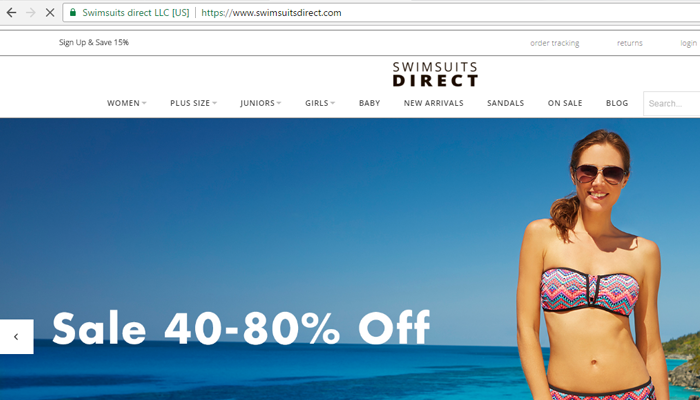 Swimsuits direct LLC [US] https://www.swimsuitsdirect.com
Sign Up & Save 15% order tracking returns login
SWIMSUITS
DIRECT
WOMEN PLUS SIZE JUNIORS GIRLS BABY NEW ARRIVALS SANDALS ON SALE BLOG Search...
Sale 40-80% Off